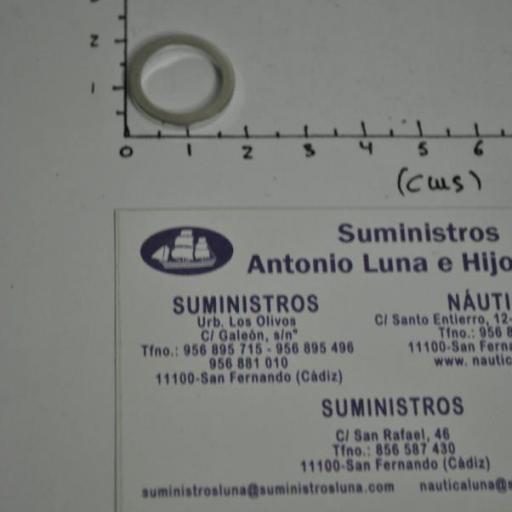 2
1
0 1 2 3 4 5 6
(cms)
Suministros
Antonio Luna e Hijo
SUMINISTROS
Urb. Los Olivos
C/ Galeón, s/nº
Tfno.: 956 895 715 - 956 895 496
956 881 010
11100-San Fernando (Cádiz)
NÁUTI
C/ Santo Entierro, 12-
Tfno.: 956 8
11100-San Ferna
www. nautic
SUMINISTROS
C/ San Rafael, 46
Tfno.: 856 587 430
11100-San Fernando (Cádiz)
suministrosluna@suministrosluna.com nauticaluna@s